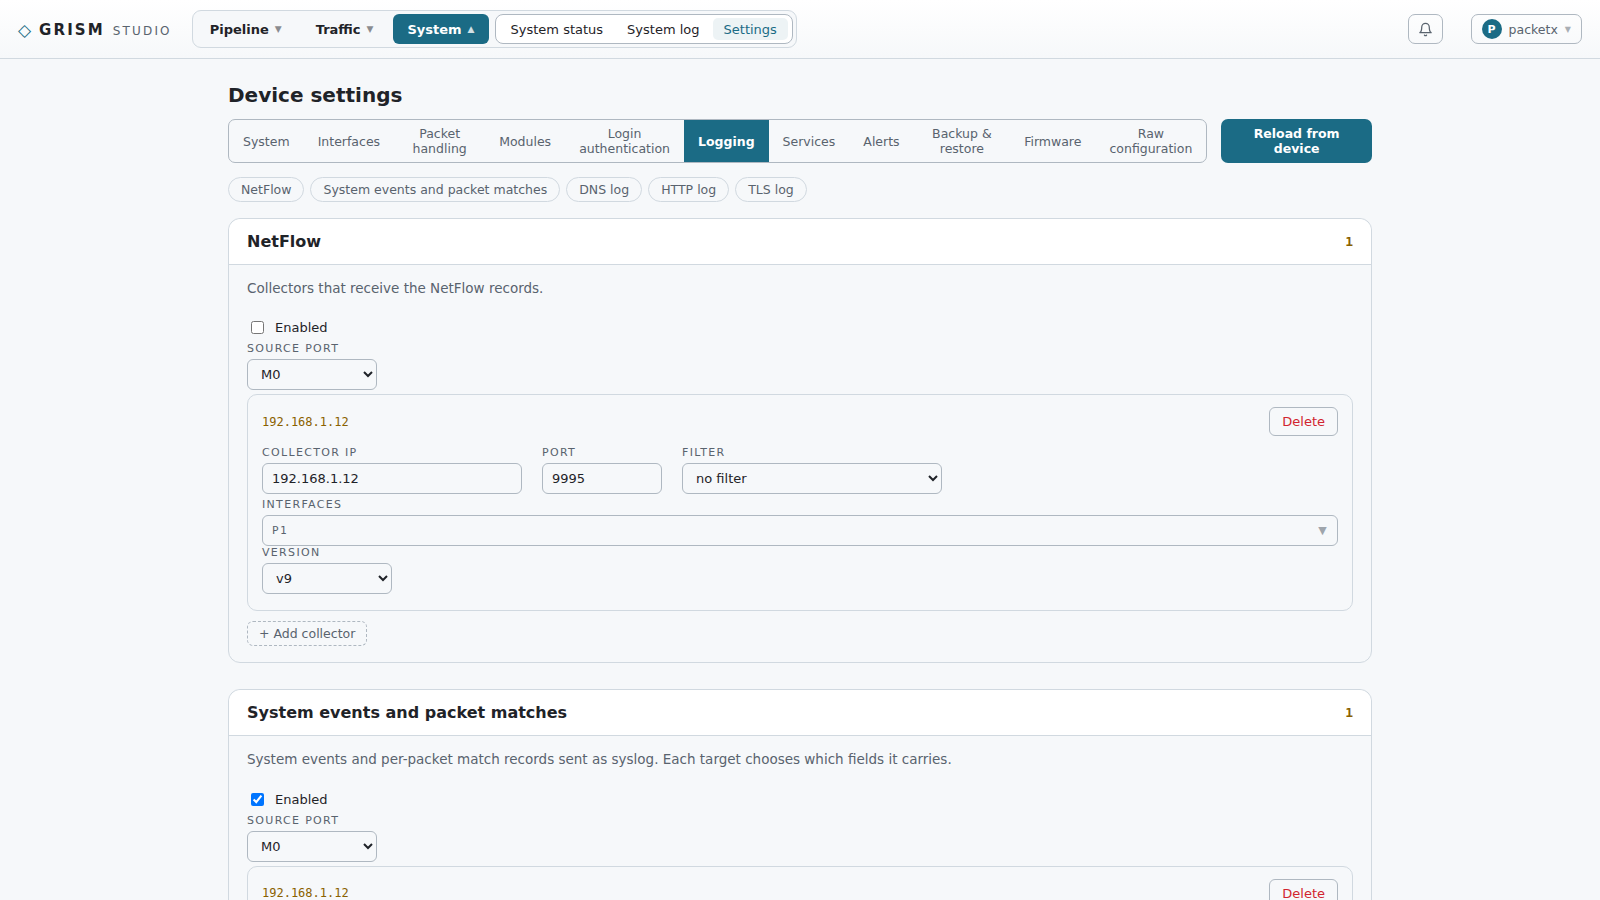 ◇ GRISM STUDIO Pipeline ▼ Traffic ▼ System ▲ System status System log Settings P packetx ▼
Device settings
System Interfaces Packet handling Modules Login authentication Logging Services Alerts Backup & restore Firmware Raw configuration Reload from device
NetFlow System events and packet matches DNS log HTTP log TLS log
NetFlow 1
Collectors that receive the NetFlow records.
Enabled
SOURCE PORT
M0
192.168.1.12 Delete
COLLECTOR IP PORT FILTER
192.168.1.12 9995 no filter
INTERFACES
P1 ▼
VERSION
v9
+ Add collector
System events and packet matches 1
System events and per-packet match records sent as syslog. Each target chooses which fields it carries.
Enabled
SOURCE PORT
M0
192.168.1.12 Delete